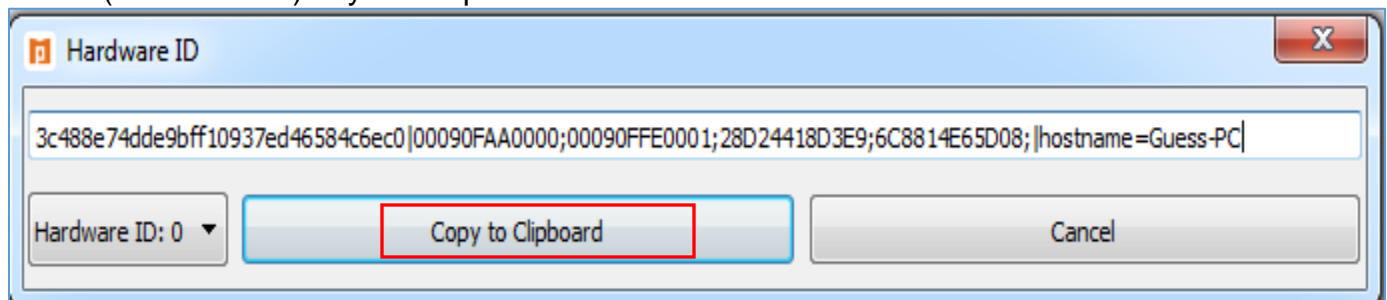 Hardware ID
X
3c488e74dde9bff10937ed46584c6ec0|00090FAA0000;00090FFE0001;28D24418D3E9;6C8814E65D08;|hostname=Guess-PC
Hardware ID: 0 Copy to Clipboard Cancel